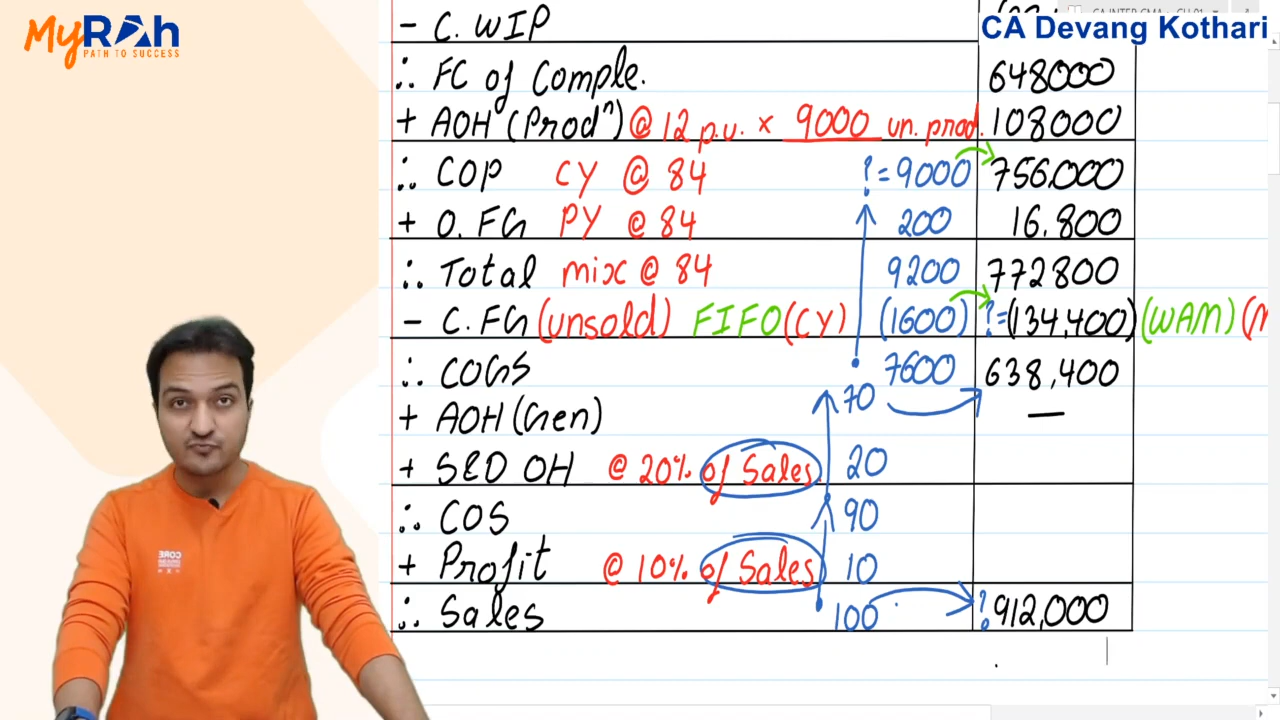 MyRAh
PATH TO SUCCESS
CA Devang Kothari
- C. WIP
∴ FC of Comple. 648000
+ AOH (Prodⁿ) @ 12 p.u. × 9000 un. prod. 108000
∴ COP CY @ 84 ? = 9000 756,000
+ O. FG PY @ 84 200 16,800
∴ Total mix @ 84 9200 772800
- C. FG (unsold) FIFO (CY) (1600) ? = (134,400) (WAM)
∴ COGS 7600 638,400
70
+ AOH (Gen) —
+ S&D OH @ 20% of Sales 20
∴ COS 90
+ Profit @ 10% of Sales 10
∴ Sales 100 ? 912,000
CORE